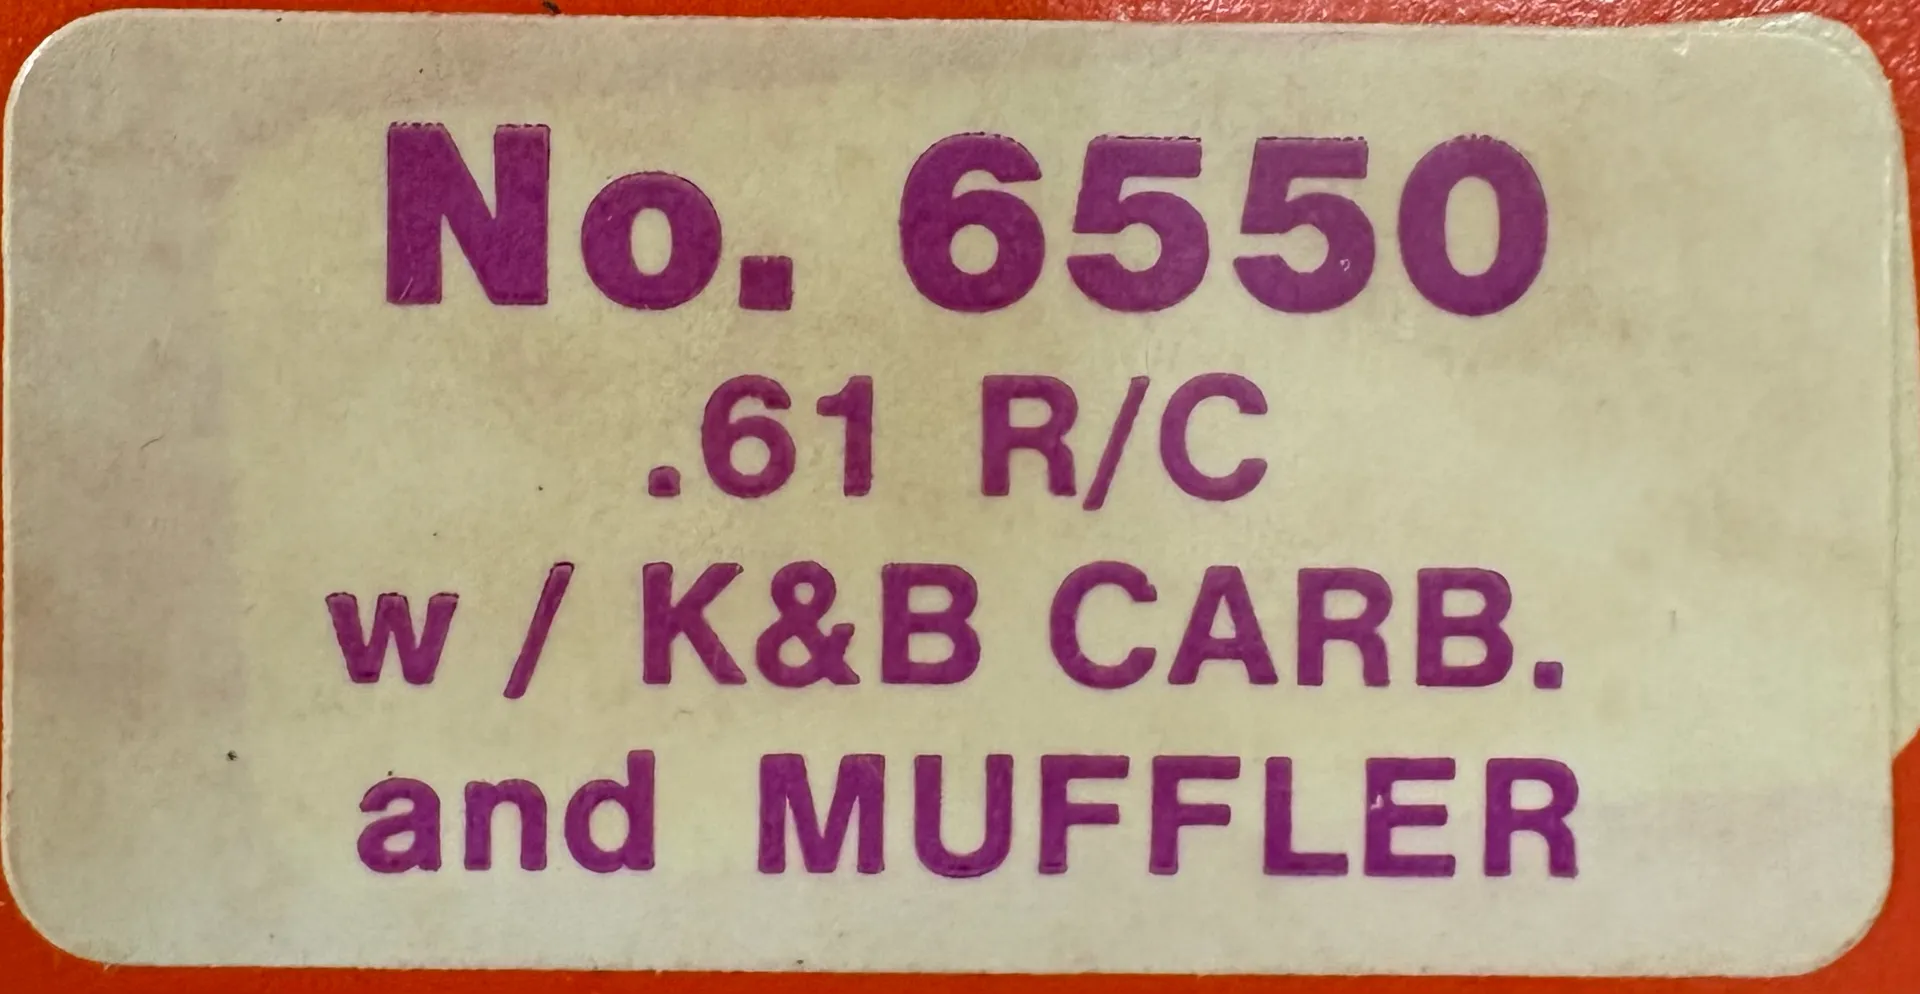 No. 6550
.61 R/C
w / K&B CARB.
and MUFFLER